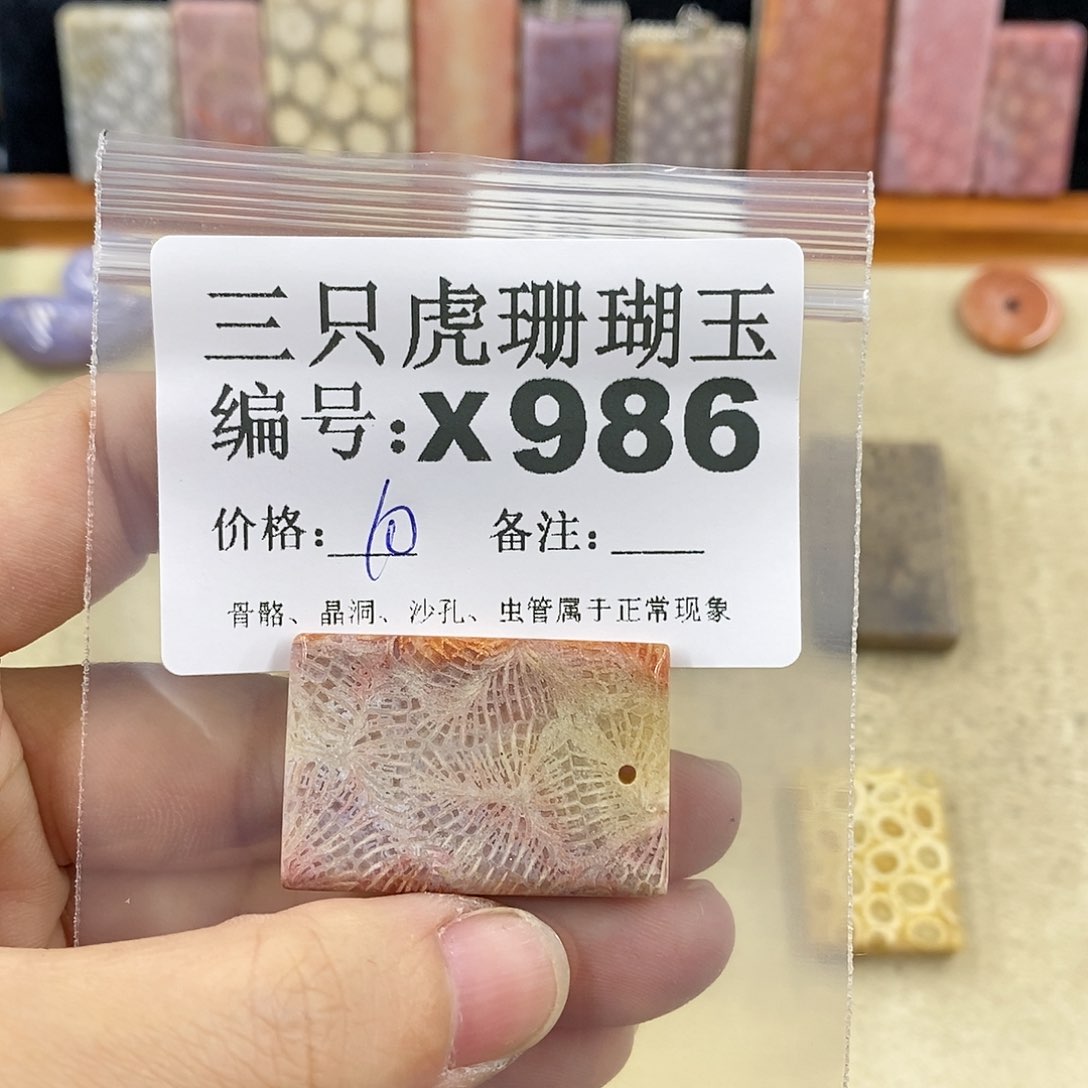 三只虎珊瑚玉
编号:X986
价格: 备注:
骨骼、晶洞、沙孔、虫管属于正常现象